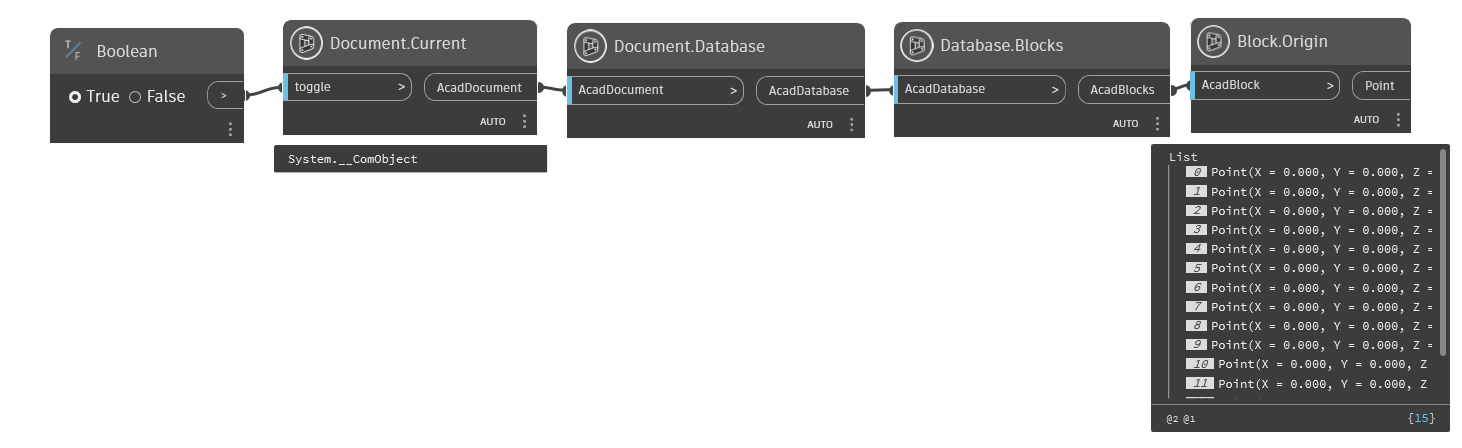 T
F
Boolean
True False
>
Document.Current
toggle >
AcadDocument
AUTO
System.__ComObject
Document.Database
AcadDocument >
AcadDatabase
AUTO
Database.Blocks
AcadDatabase >
AcadBlocks
AUTO
Block.Origin
AcadBlock >
Point
AUTO
List
0 Point(X = 0.000, Y = 0.000, Z =
1 Point(X = 0.000, Y = 0.000, Z =
2 Point(X = 0.000, Y = 0.000, Z =
3 Point(X = 0.000, Y = 0.000, Z =
4 Point(X = 0.000, Y = 0.000, Z =
5 Point(X = 0.000, Y = 0.000, Z =
6 Point(X = 0.000, Y = 0.000, Z =
7 Point(X = 0.000, Y = 0.000, Z =
8 Point(X = 0.000, Y = 0.000, Z =
9 Point(X = 0.000, Y = 0.000, Z =
10 Point(X = 0.000, Y = 0.000, Z
11 Point(X = 0.000, Y = 0.000, Z
@2 @1
{15}